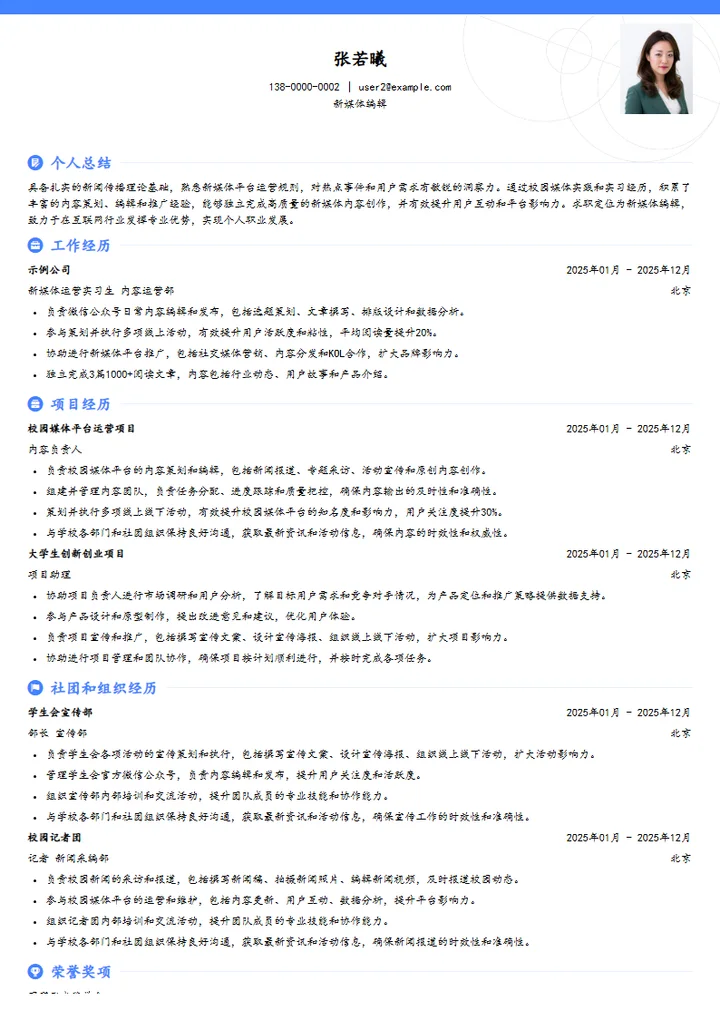 张若曦
138-0000-0002 | user2@example.com
新媒体编辑
个人总结
具备扎实的新闻传播理论基础，熟悉新媒体平台运营规则，对热点事件和用户需求有敏锐的洞察力。通过校园媒体实践和实习经历，积累了
丰富的内容策划、编辑和推广经验，能够独立完成高质量的新媒体内容创作，并有效提升用户互动和平台影响力。求职定位为新媒体编辑，
致力于在互联网行业发挥专业优势，实现个人职业发展。
工作经历
示例公司 2025年01月 - 2025年12月
新媒体运营实习生 内容运营部 北京
• 负责微信公众号日常内容编辑和发布，包括选题策划、文章撰写、排版设计和数据分析。
• 参与策划并执行多项线上活动，有效提升用户活跃度和粘性，平均阅读量提升20%。
• 协助进行新媒体平台推广，包括社交媒体营销、内容分发和KOL合作，扩大品牌影响力。
• 独立完成3篇1000+阅读文章，内容包括行业动态、用户故事和产品介绍。
项目经历
校园媒体平台运营项目 2025年01月 - 2025年12月
内容负责人 北京
• 负责校园媒体平台的内容策划和编辑，包括新闻报道、专题采访、活动宣传和原创内容创作。
• 组建并管理内容团队，负责任务分配、进度跟踪和质量把控，确保内容输出的及时性和准确性。
• 策划并执行多项线上线下活动，有效提升校园媒体平台的知名度和影响力，用户关注度提升30%。
• 与学校各部门和社团组织保持良好沟通，获取最新资讯和活动信息，确保内容的时效性和权威性。
大学生创新创业项目 2025年01月 - 2025年12月
项目助理 北京
• 协助项目负责人进行市场调研和用户分析，了解目标用户需求和竞争对手情况，为产品定位和推广策略提供数据支持。
• 参与产品设计和原型制作，提出改进意见和建议，优化用户体验。
• 负责项目宣传和推广，包括撰写宣传文案、设计宣传海报、组织线上线下活动，扩大项目影响力。
• 协助进行项目管理和团队协作，确保项目按计划顺利进行，并按时完成各项任务。
社团和组织经历
学生会宣传部 2025年01月 - 2025年12月
部长 宣传部 北京
• 负责学生会各项活动的宣传策划和执行，包括撰写宣传文案、设计宣传海报、组织线上线下活动，扩大活动影响力。
• 管理学生会官方微信公众号，负责内容编辑和发布，提升用户关注度和活跃度。
• 组织宣传部内部培训和交流活动，提升团队成员的专业技能和协作能力。
• 与学校各部门和社团组织保持良好沟通，获取最新资讯和活动信息，确保宣传工作的时效性和准确性。
校园记者团 2025年01月 - 2025年12月
记者 新闻采编部 北京
• 负责校园新闻的采访和报道，包括撰写新闻稿、拍摄新闻照片、编辑新闻视频，及时报道校园动态。
• 参与校园媒体平台的运营和维护，包括内容更新、用户互动、数据分析，提升平台影响力。
• 组织记者团内部培训和交流活动，提升团队成员的专业技能和协作能力。
• 与学校各部门和社团组织保持良好沟通，获取最新资讯和活动信息，确保新闻报道的时效性和准确性。
荣誉奖项